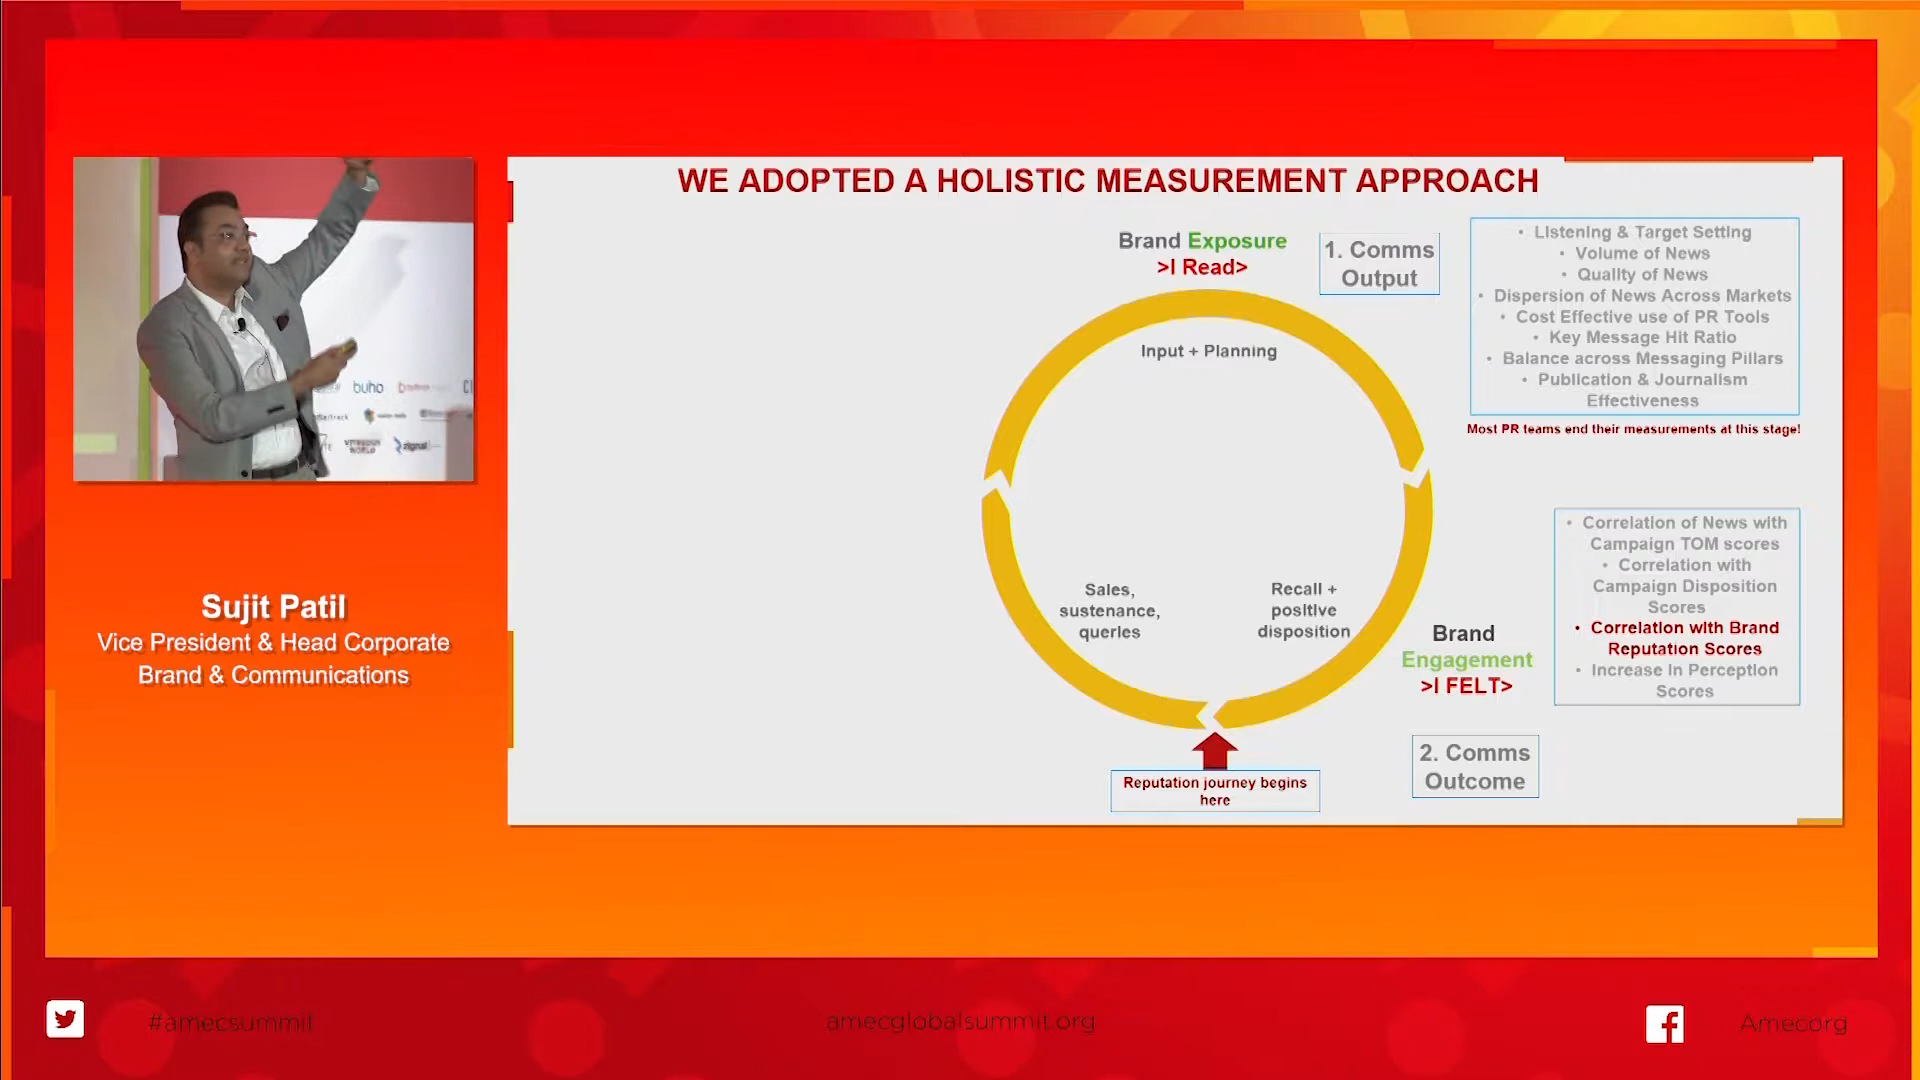 WE ADOPTED A HOLISTIC MEASUREMENT APPROACH
Brand Exposure
>I Read>
1. Comms
Output
• Listening & Target Setting
• Volume of News
• Quality of News
• Dispersion of News Across Markets
• Cost Effective use of PR Tools
• Key Message Hit Ratio
• Balance across Messaging Pillars
• Publication & Journalism
Effectiveness
Most PR teams end their measurements at this stage!
Input + Planning
Sales,
sustenance,
queries
Recall +
positive
disposition
Brand
Engagement
>I FELT>
• Correlation of News with
Campaign TOM scores
• Correlation with
Campaign Disposition
Scores
• Correlation with Brand
Reputation Scores
• Increase in Perception
Scores
2. Comms
Outcome
Reputation journey begins
here
buho
Sujit Patil
Vice President & Head Corporate
Brand & Communications
#amecsummit
amecglobalsummit.org
Amecorg